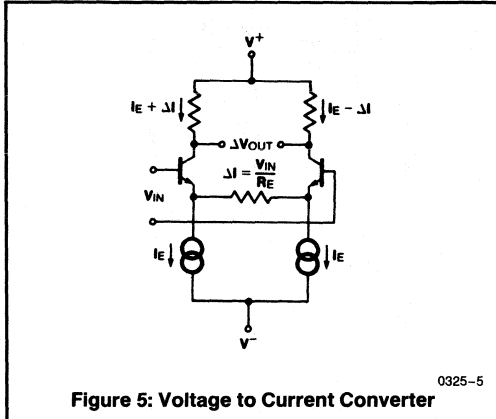 V+
IE + ΔI
IE − ΔI
ΔVOUT
ΔI = VIN
RE
VIN
IE
IE
V−
0325–5
Figure 5: Voltage to Current Converter